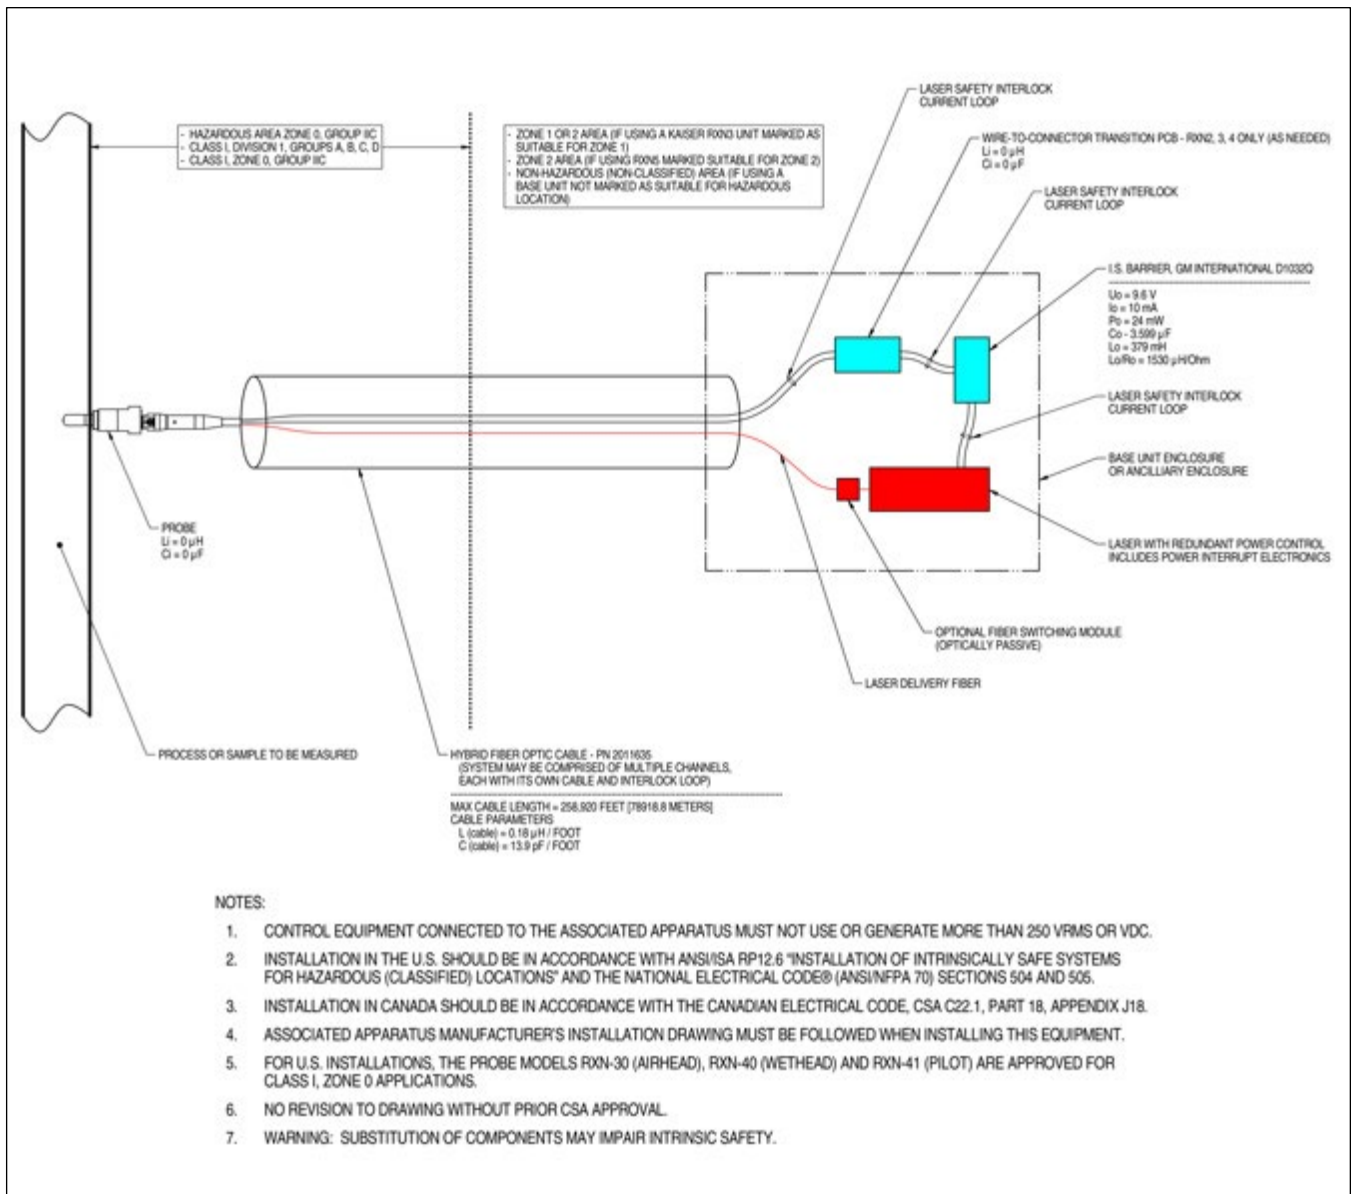 LASER SAFETY INTERLOCK
CURRENT LOOP
- HAZARDOUS AREA ZONE 0, GROUP IIC
- CLASS I, DIVISION 1, GROUPS A, B, C, D
- CLASS I, ZONE 0, GROUP IIC
- ZONE 1 OR 2 AREA (IF USING A KAISER RXN3 UNIT MARKED AS
SUITABLE FOR ZONE 1)
- ZONE 2 AREA (IF USING RXN5 MARKED SUITABLE FOR ZONE 2)
- NON-HAZARDOUS (NON-CLASSIFIED) AREA (IF USING A
BASE UNIT NOT MARKED AS SUITABLE FOR HAZARDOUS
LOCATION)
WIRE-TO-CONNECTOR TRANSITION PCB - RXN2, 3, 4 ONLY (AS NEEDED)
Li = 0 µH
Ci = 0 µF
LASER SAFETY INTERLOCK
CURRENT LOOP
I.S. BARRIER, GM INTERNATIONAL D1032Q
Uo = 9.6 V
Io = 10 mA
Po = 24 mW
Co - 3.599 µF
Lo = 379 mH
Lo/Ro = 1530 µH/Ohm
LASER SAFETY INTERLOCK
CURRENT LOOP
BASE UNIT ENCLOSURE
OR ANCILLIARY ENCLOSURE
PROBE
Li = 0 µH
Ci = 0 µF
LASER WITH REDUNDANT POWER CONTROL
INCLUDES POWER INTERRUPT ELECTRONICS
OPTIONAL FIBER SWITCHING MODULE
(OPTICALLY PASSIVE)
LASER DELIVERY FIBER
PROCESS OR SAMPLE TO BE MEASURED
HYBRID FIBER OPTIC CABLE - PN 2011635
(SYSTEM MAY BE COMPRISED OF MULTIPLE CHANNELS,
EACH WITH ITS OWN CABLE AND INTERLOCK LOOP)
MAX CABLE LENGTH = 258,920 FEET [78918.8 METERS]
CABLE PARAMETERS
L (cable) = 0.18 µH / FOOT
C (cable) = 13.9 pF / FOOT
NOTES:
1. CONTROL EQUIPMENT CONNECTED TO THE ASSOCIATED APPARATUS MUST NOT USE OR GENERATE MORE THAN 250 VRMS OR VDC.
2. INSTALLATION IN THE U.S. SHOULD BE IN ACCORDANCE WITH ANSI/ISA RP12.6 "INSTALLATION OF INTRINSICALLY SAFE SYSTEMS
FOR HAZARDOUS (CLASSIFIED) LOCATIONS" AND THE NATIONAL ELECTRICAL CODE® (ANSI/NFPA 70) SECTIONS 504 AND 505.
3. INSTALLATION IN CANADA SHOULD BE IN ACCORDANCE WITH THE CANADIAN ELECTRICAL CODE, CSA C22.1, PART 18, APPENDIX J18.
4. ASSOCIATED APPARATUS MANUFACTURER'S INSTALLATION DRAWING MUST BE FOLLOWED WHEN INSTALLING THIS EQUIPMENT.
5. FOR U.S. INSTALLATIONS, THE PROBE MODELS RXN-30 (AIRHEAD), RXN-40 (WETHEAD) AND RXN-41 (PILOT) ARE APPROVED FOR
CLASS I, ZONE 0 APPLICATIONS.
6. NO REVISION TO DRAWING WITHOUT PRIOR CSA APPROVAL.
7. WARNING: SUBSTITUTION OF COMPONENTS MAY IMPAIR INTRINSIC SAFETY.